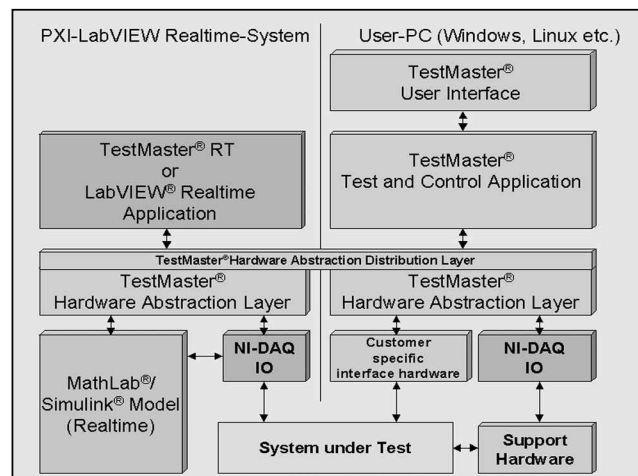 PXI-LabVIEW Realtime-System
User-PC (Windows, Linux etc.)
TestMaster®
User Interface
TestMaster® RT
or
LabVIEW® Realtime
Application
TestMaster®
Test and Control Application
TestMaster®Hardware Abstraction Distribution Layer
TestMaster®
Hardware Abstraction Layer
TestMaster®
Hardware Abstraction Layer
MathLab®/
Simulink® Model
(Realtime)
NI-DAQ
IO
Customer
specific
interface hardware
NI-DAQ
IO
System under Test
Support
Hardware